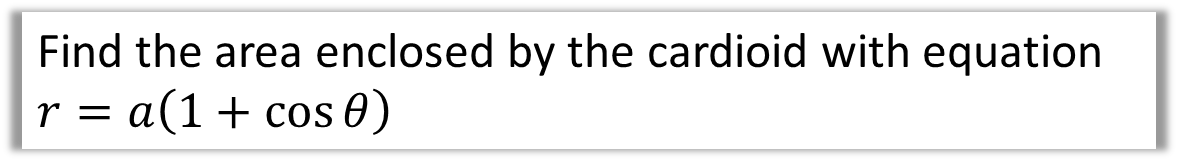 Find the area enclosed by the cardioid with equation
r = a(1 + cos θ)